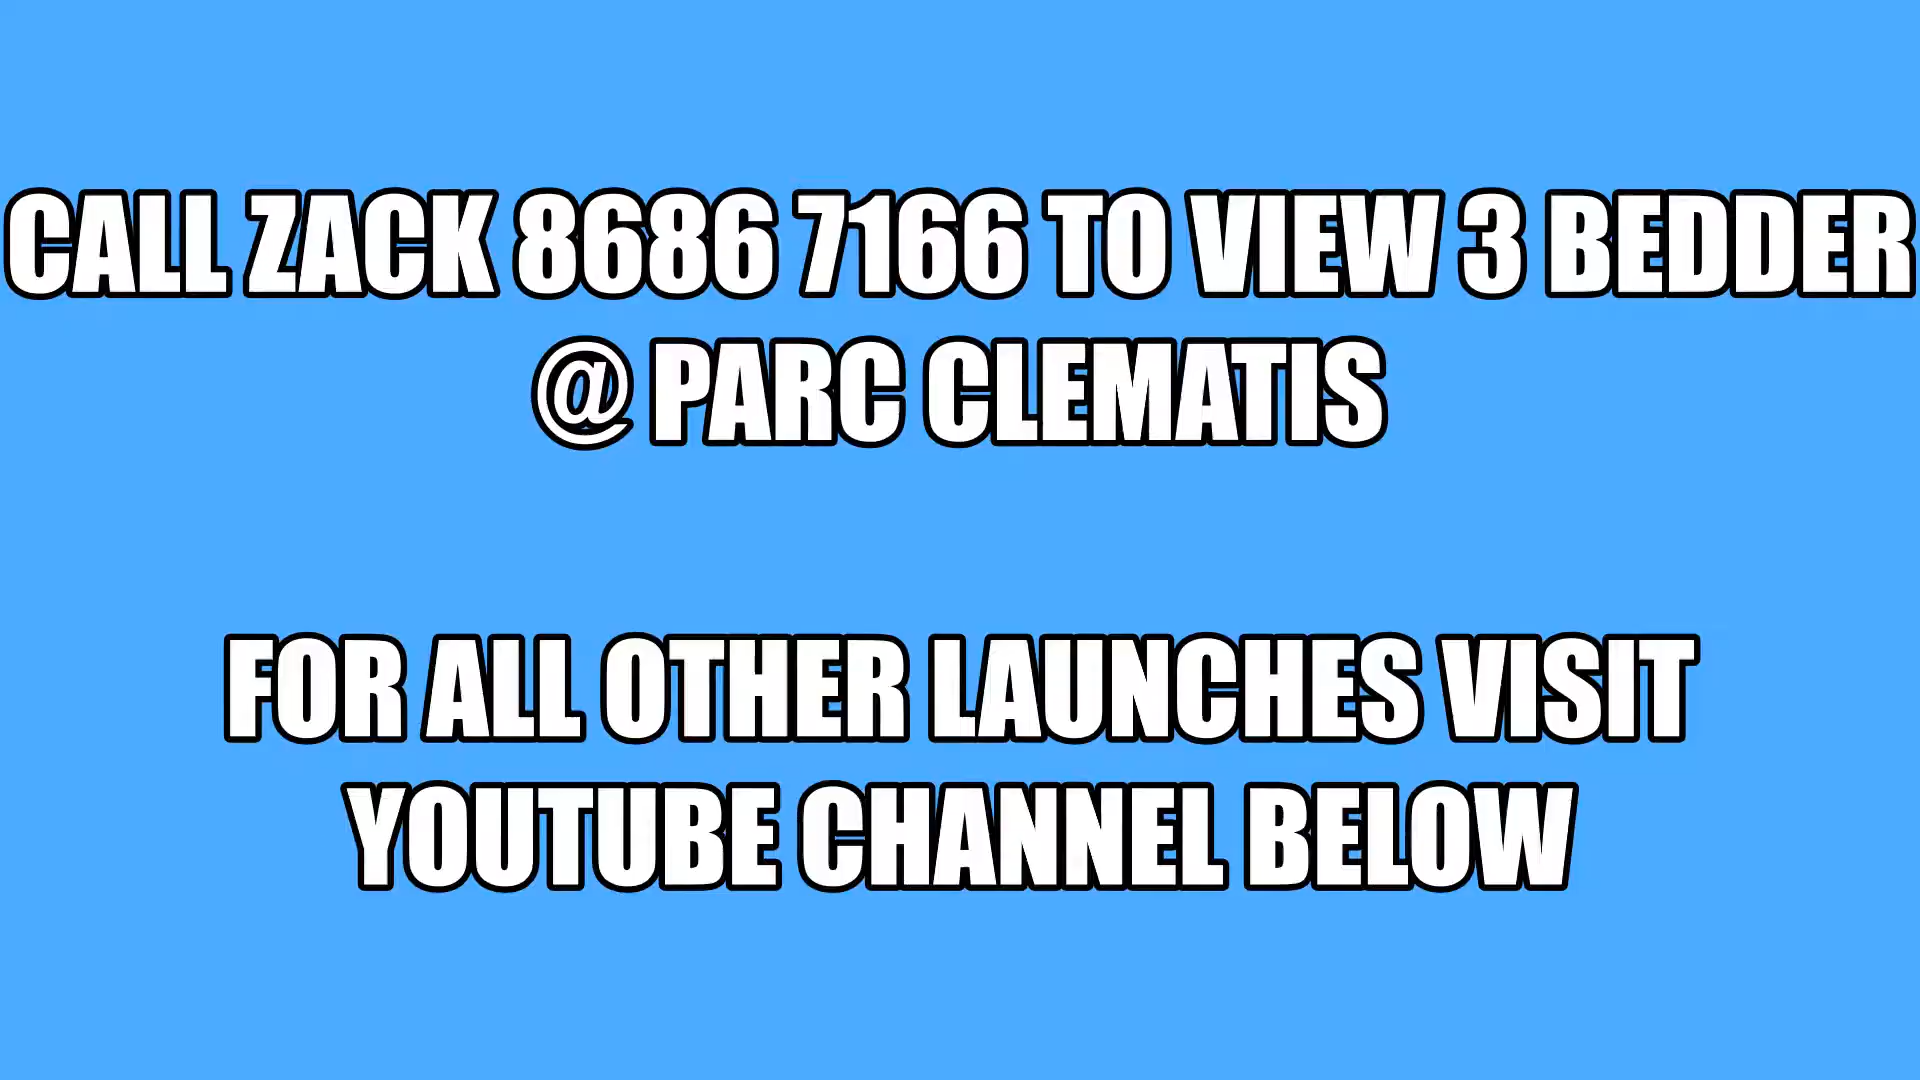 CALL ZACK 8686 7166 TO VIEW 3 BEDDER
@ PARC CLEMATIS
FOR ALL OTHER LAUNCHES VISIT
YOUTUBE CHANNEL BELOW